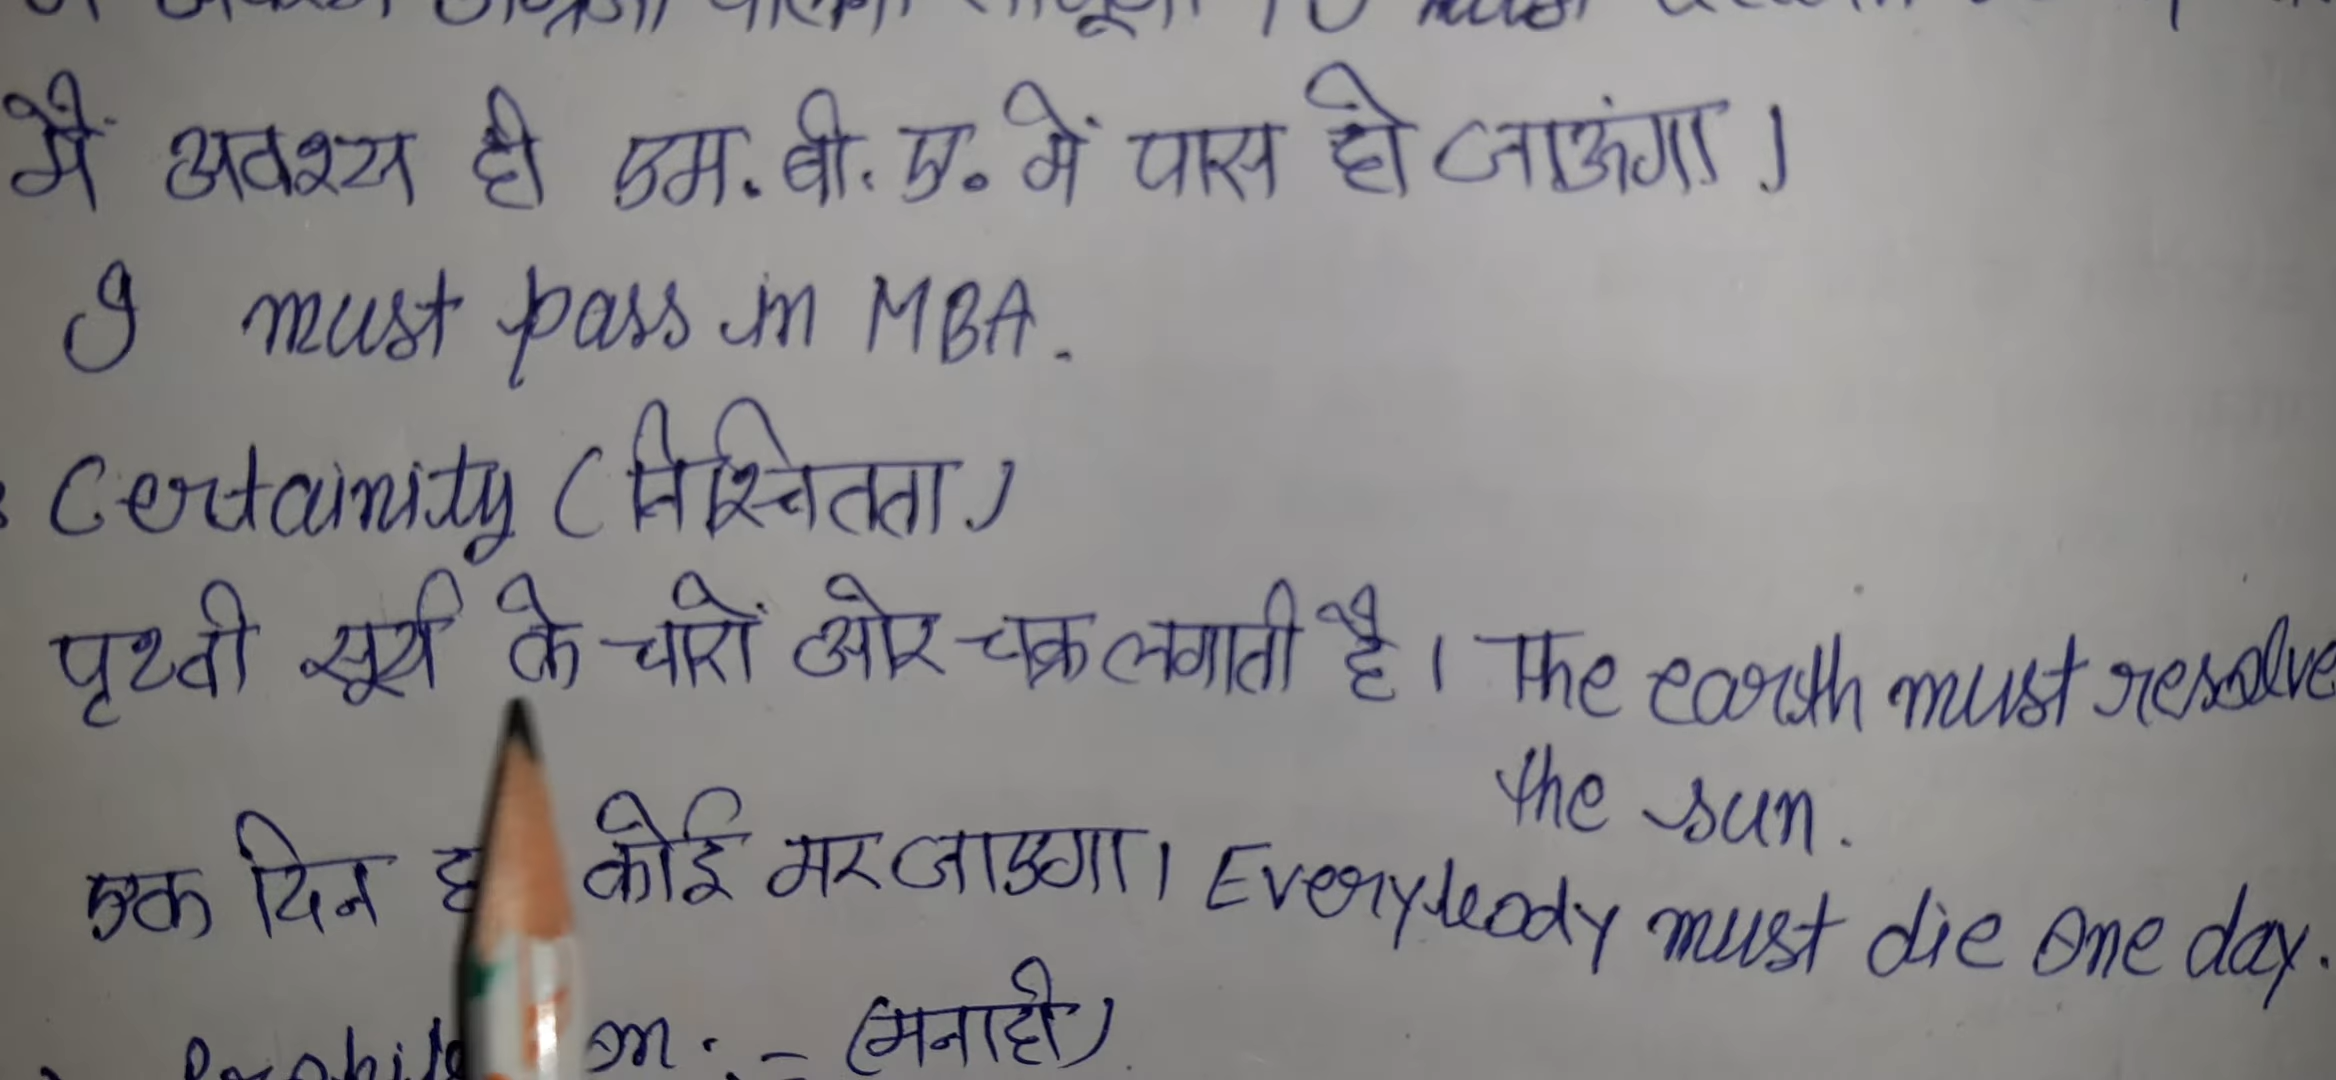 must
मैं अवश्य ही एम. बी. ए. में पास हो जाऊंगा ।
I must pass in MBA.
Certainity (निश्चितता)
पृथ्वी सूर्य के चारों ओर चक्र लगाती है । The earth must resolve
the sun.
एक दिन कोई मर जाएगा । Everybody must die one day.
:- (मनाही)